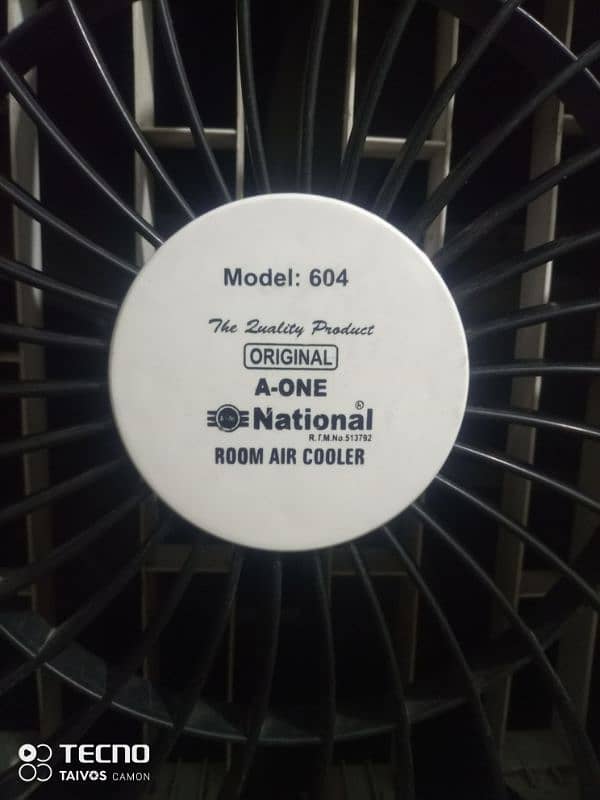 Model: 604
The Quality Product
ORIGINAL
A-ONE
National ®
R.T.M.No.513792
ROOM AIR COOLER
TECNO
TAIVOS CAMON